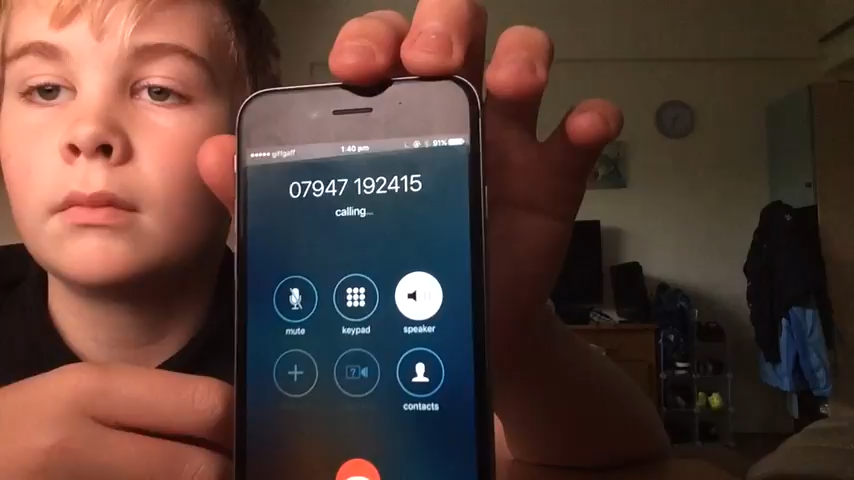 giffgaff 1:40 pm 91%
07947 192415
calling...
mute keypad speaker
contacts